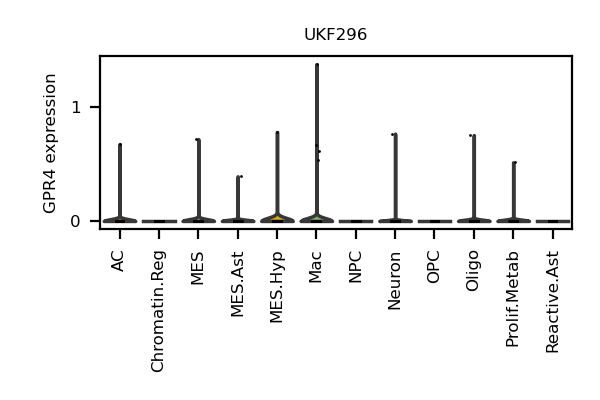 UKF296
GPR4 expression
1
0
AC
Chromatin.Reg
MES
MES.Ast
MES.Hyp
Mac
NPC
Neuron
OPC
Oligo
Prolif.Metab
Reactive.Ast